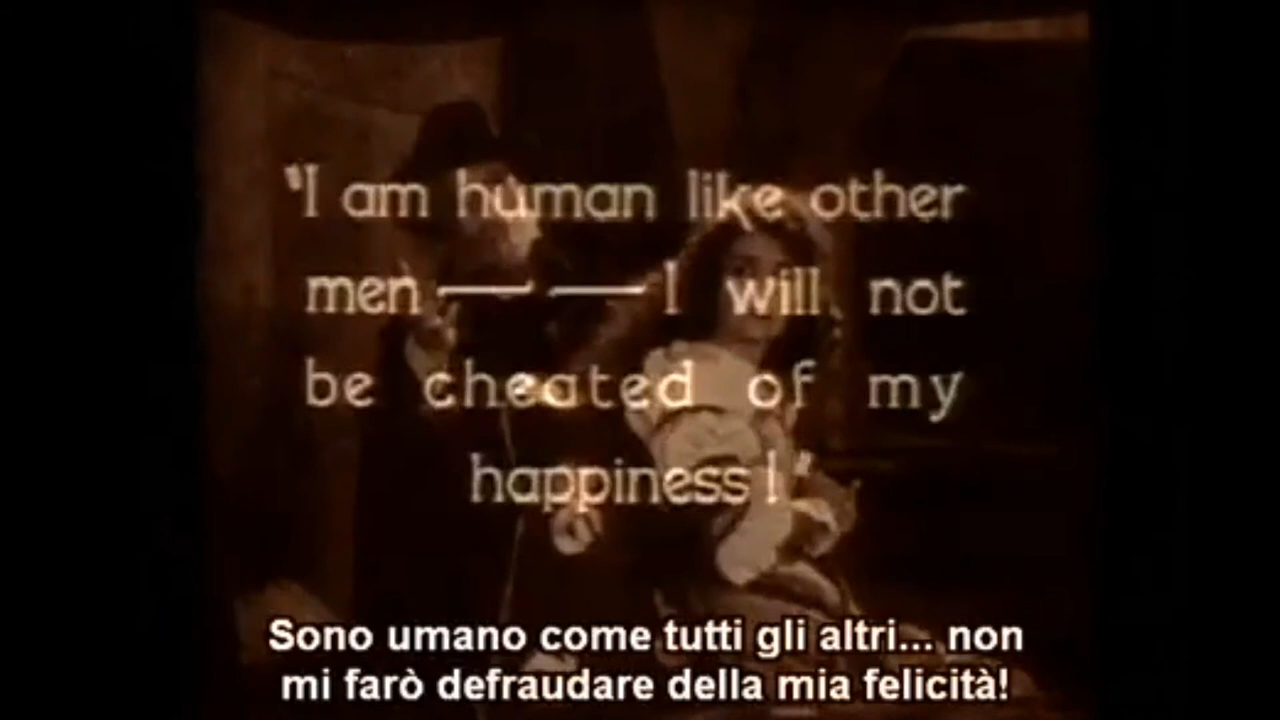 "I am human like other
men — — I will not
be cheated of my
happiness!"
Sono umano come tutti gli altri... non
mi farò defraudare della mia felicità!